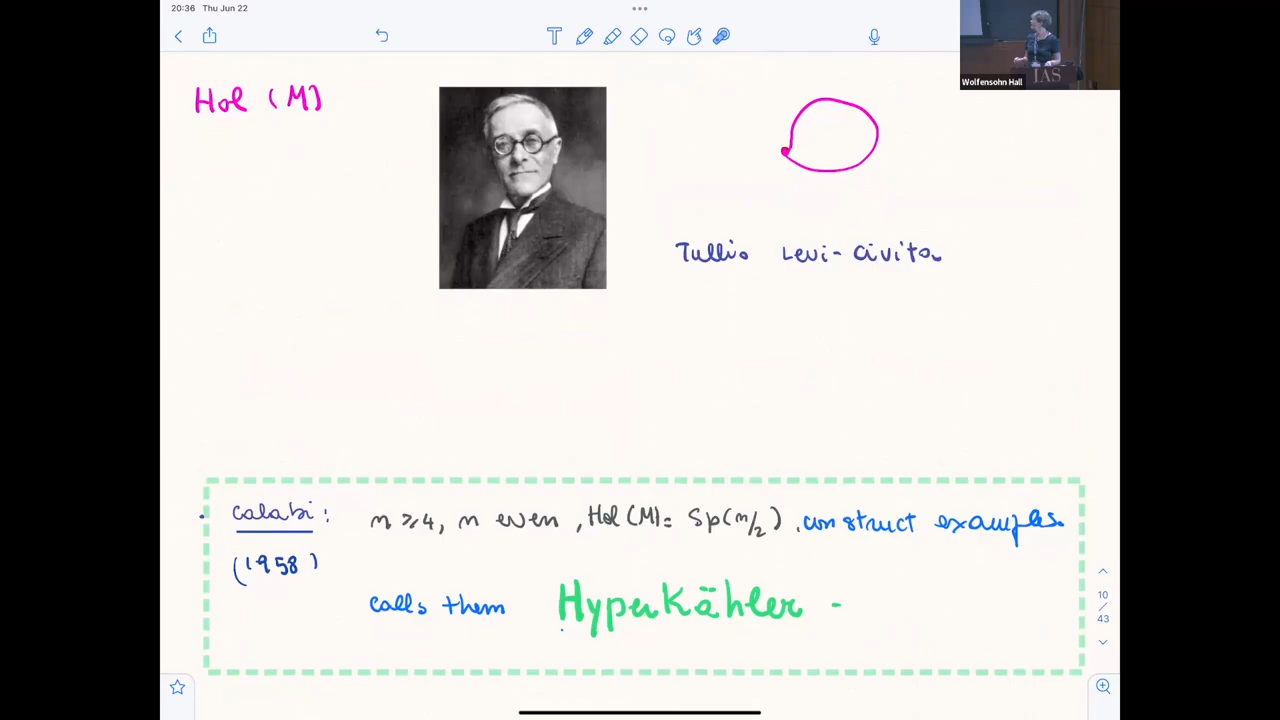 20:36 Thu Jun 22
Wolfensohn Hall
IAS
Hol (M)
Tullio Levi-Civita
Calabi: n ⩾ 4, n even, Hol(M) = Sp(n/2). construct examples.
(1958)
calls them HyperKähler -
10
/
43